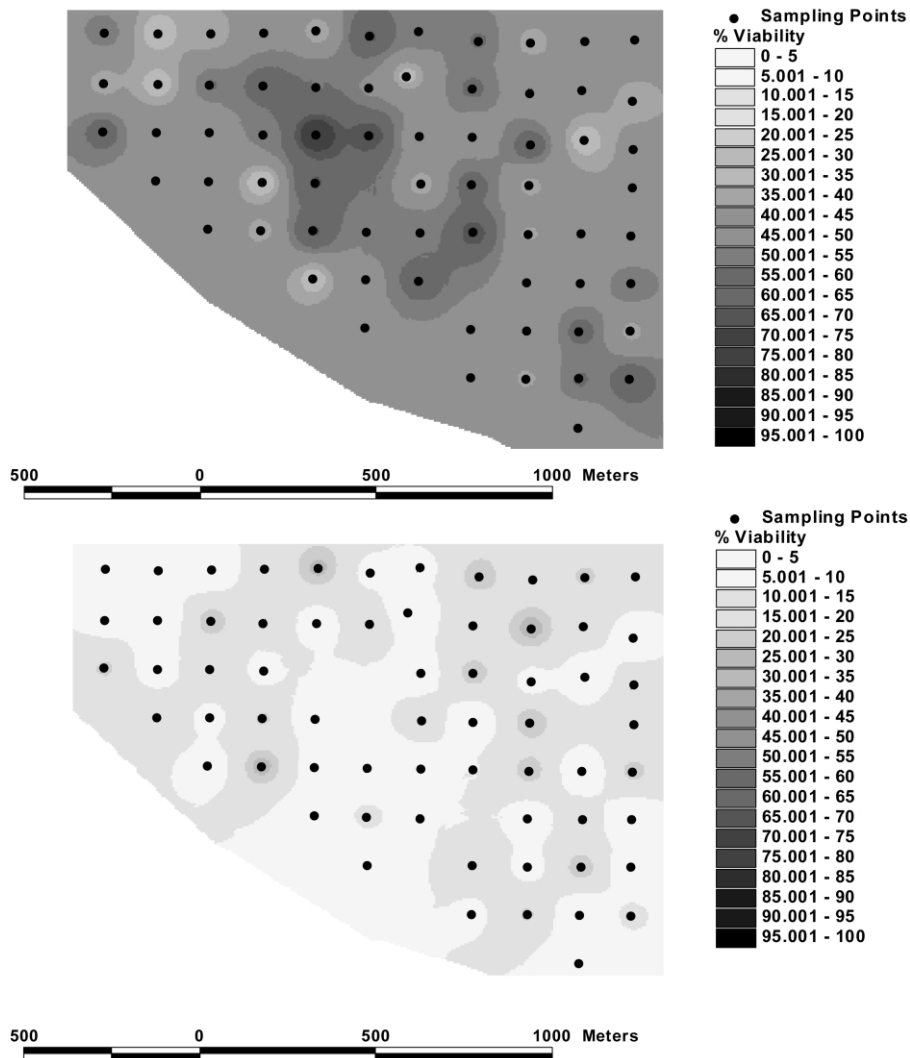 Sampling Points
% Viability
0 - 5
5.001 - 10
10.001 - 15
15.001 - 20
20.001 - 25
25.001 - 30
30.001 - 35
35.001 - 40
40.001 - 45
45.001 - 50
50.001 - 55
55.001 - 60
60.001 - 65
65.001 - 70
70.001 - 75
75.001 - 80
80.001 - 85
85.001 - 90
90.001 - 95
95.001 - 100
500 0 500 1000 Meters
Sampling Points
% Viability
0 - 5
5.001 - 10
10.001 - 15
15.001 - 20
20.001 - 25
25.001 - 30
30.001 - 35
35.001 - 40
40.001 - 45
45.001 - 50
50.001 - 55
55.001 - 60
60.001 - 65
65.001 - 70
70.001 - 75
75.001 - 80
80.001 - 85
85.001 - 90
90.001 - 95
95.001 - 100
500 0 500 1000 Meters